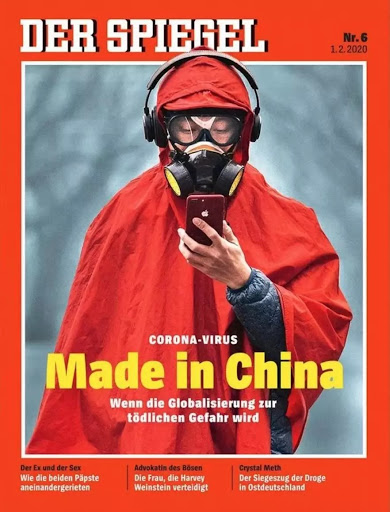 DER SPIEGEL
Nr. 6
1. 2. 2020
CORONA-VIRUS
Made in China
Wenn die Globalisierung zur
tödlichen Gefahr wird
Der Ex und der Sex
Wie die beiden Päpste
aneinandergerieten
Advokatin des Bösen
Die Frau, die Harvey
Weinstein verteidigt
Crystal Meth
Der Siegeszug der Droge
in Ostdeutschland